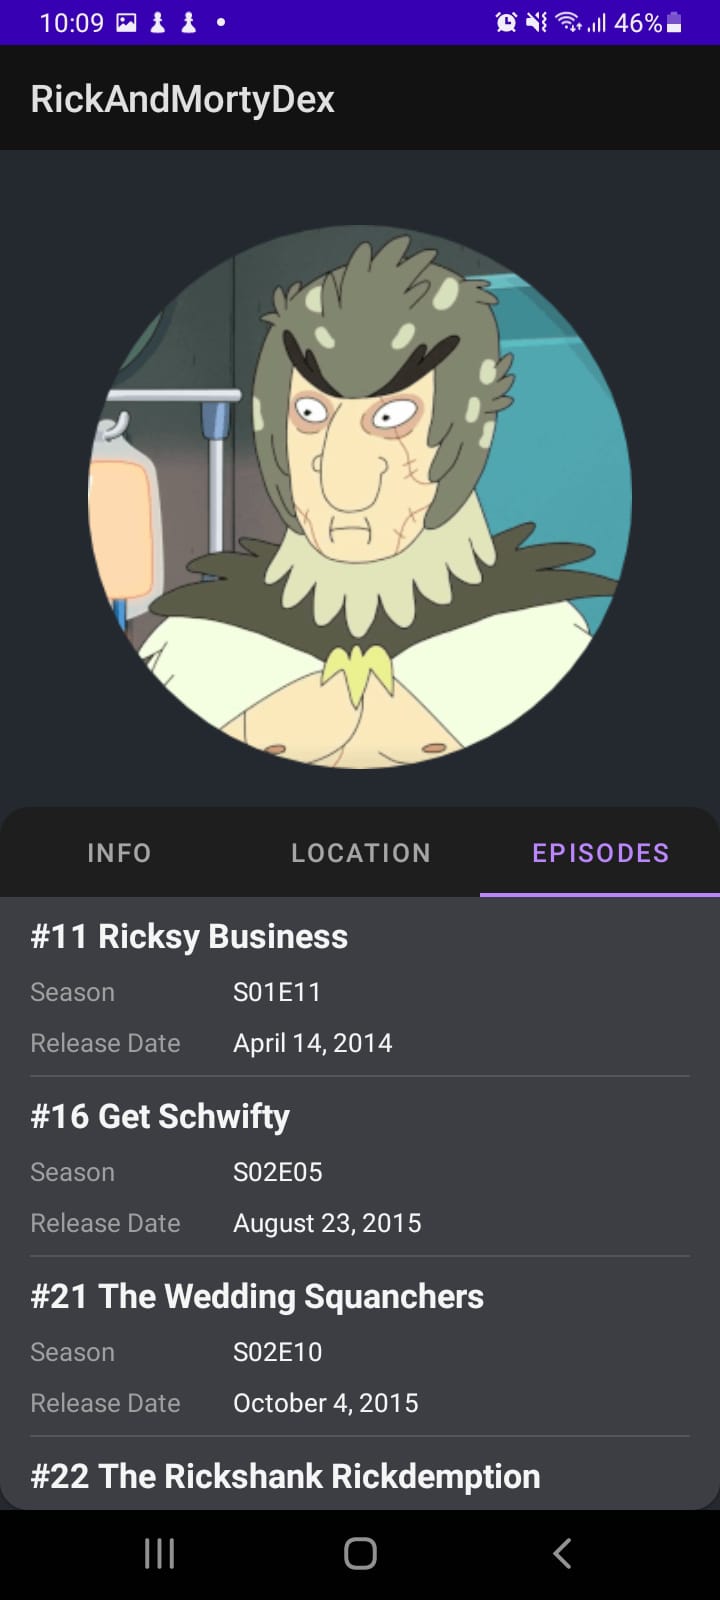 10:09
46%
RickAndMortyDex
INFO LOCATION EPISODES
#11 Ricksy Business
Season S01E11
Release Date April 14, 2014
#16 Get Schwifty
Season S02E05
Release Date August 23, 2015
#21 The Wedding Squanchers
Season S02E10
Release Date October 4, 2015
#22 The Rickshank Rickdemption